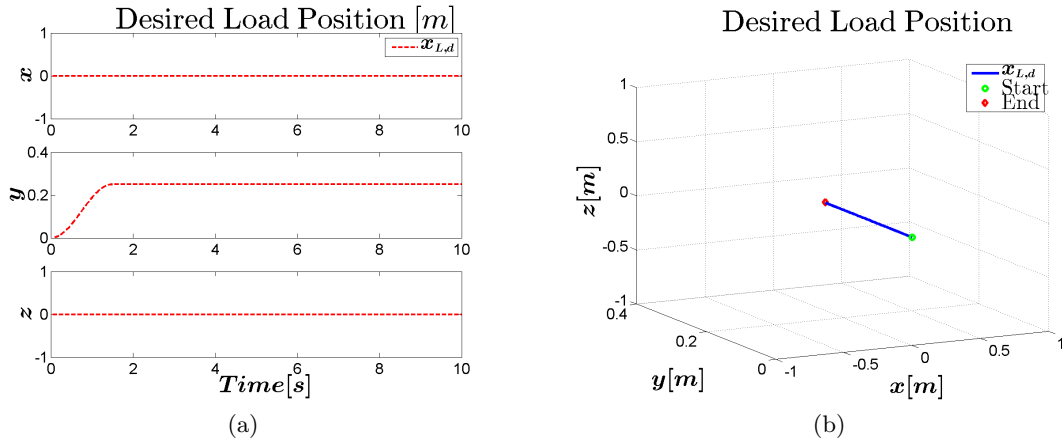 Desired Load Position [m]
1
x_{L,d}
x
0
-1
0 2 4 6 8 10
0.4
y
0.2
0
0 2 4 6 8 10
1
z
0
-1
0 2 4 6 8 10
Time[s]
(a)
Desired Load Position
x_{L,d}
Start
End
1
0.5
0
-0.5
-1
z[m]
0.4
0.2
0
y[m]
-1
-0.5
0
0.5
1
x[m]
(b)